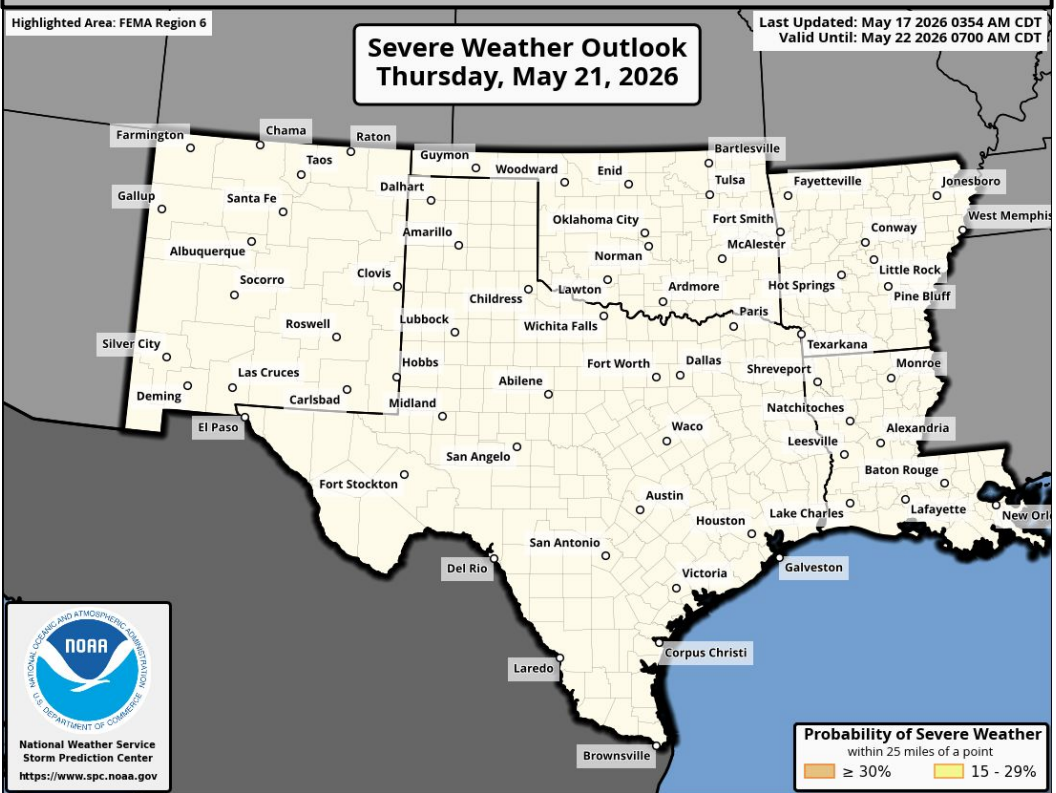 Highlighted Area: FEMA Region 6
Severe Weather Outlook
Thursday, May 21, 2026
Last Updated: May 17 2026 0354 AM CDT
Valid Until: May 22 2026 0700 AM CDT
Farmington
Chama
Raton
Taos
Guymon
Woodward
Enid
Bartlesville
Tulsa
Fayetteville
Jonesboro
Gallup
Santa Fe
Dalhart
Oklahoma City
Fort Smith
West Memphis
Albuquerque
Amarillo
Norman
McAlester
Conway
Socorro
Clovis
Childress
Lawton
Ardmore
Hot Springs
Little Rock
Pine Bluff
Roswell
Lubbock
Wichita Falls
Paris
Texarkana
Silver City
Las Cruces
Hobbs
Fort Worth
Dallas
Shreveport
Monroe
Deming
Carlsbad
Midland
Abilene
Natchitoches
El Paso
San Angelo
Waco
Leesville
Alexandria
Fort Stockton
Austin
Baton Rouge
Houston
Lake Charles
Lafayette
New Orl
Del Rio
San Antonio
Victoria
Galveston
Laredo
Corpus Christi
Brownsville
NATIONAL OCEANIC AND ATMOSPHERIC ADMINISTRATION
NOAA
U.S. DEPARTMENT OF COMMERCE
National Weather Service
Storm Prediction Center
https://www.spc.noaa.gov
Probability of Severe Weather
within 25 miles of a point
≥ 30%
15 - 29%